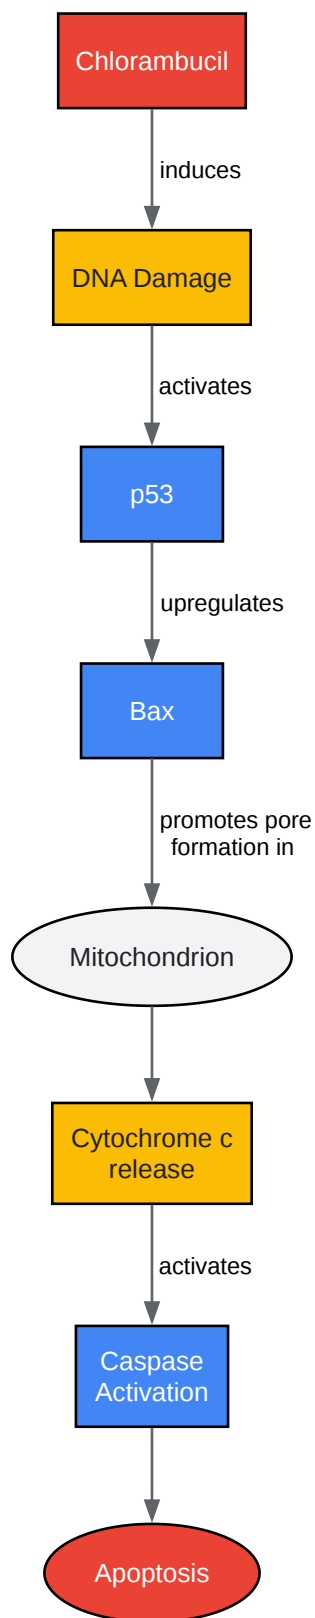 Chlorambucil
induces
DNA Damage
activates
p53
upregulates
Bax
promotes pore
formation in
Mitochondrion
Cytochrome c
release
activates
Caspase
Activation
Apoptosis